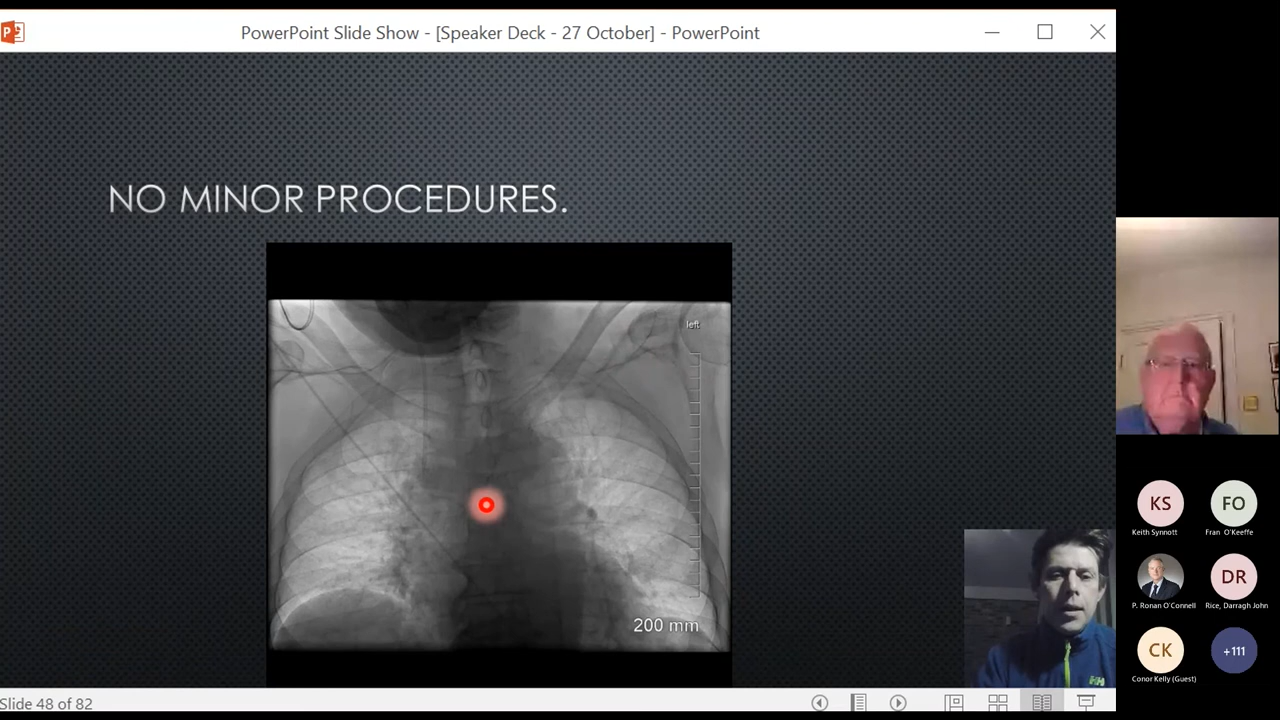 PowerPoint Slide Show - [Speaker Deck - 27 October] - PowerPoint
NO MINOR PROCEDURES.
left
200 mm
KS
Keith Synnott
FO
Fran O'Keeffe
P. Ronan O'Connell
DR
Rice, Darragh John
CK
Conor Kelly (Guest)
+111
HH
Slide 48 of 82